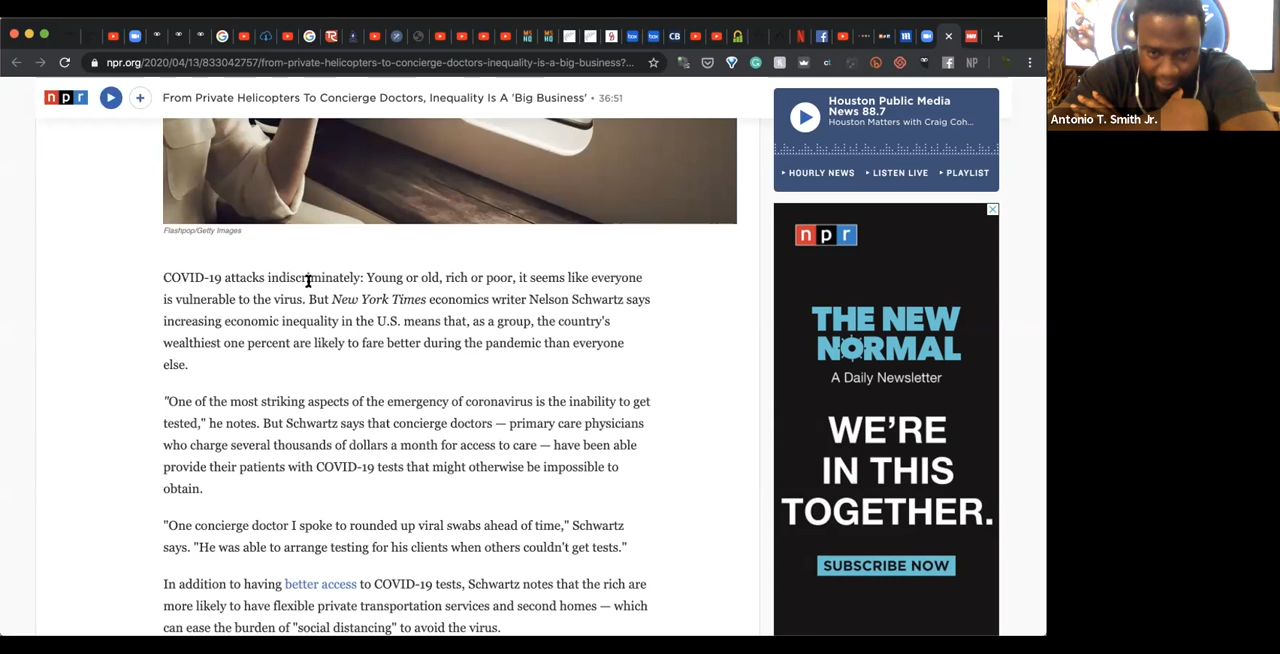 npr.org/2020/04/13/833042757/from-private-helicopters-to-concierge-doctors-inequality-is-a-big-business?...
npr
From Private Helicopters To Concierge Doctors, Inequality Is A 'Big Business' • 36:51
Flashpop/Getty Images
COVID-19 attacks indiscriminately: Young or old, rich or poor, it seems like everyone
is vulnerable to the virus. But New York Times economics writer Nelson Schwartz says
increasing economic inequality in the U.S. means that, as a group, the country's
wealthiest one percent are likely to fare better during the pandemic than everyone
else.
"One of the most striking aspects of the emergency of coronavirus is the inability to get
tested," he notes. But Schwartz says that concierge doctors — primary care physicians
who charge several thousands of dollars a month for access to care — have been able
provide their patients with COVID-19 tests that might otherwise be impossible to
obtain.
"One concierge doctor I spoke to rounded up viral swabs ahead of time," Schwartz
says. "He was able to arrange testing for his clients when others couldn't get tests."
In addition to having better access to COVID-19 tests, Schwartz notes that the rich are
more likely to have flexible private transportation services and second homes — which
can ease the burden of "social distancing" to avoid the virus.
Houston Public Media
News 88.7
Houston Matters with Craig Coh...
HOURLY NEWS
LISTEN LIVE
PLAYLIST
npr
THE NEW
NORMAL
A Daily Newsletter
WE'RE
IN THIS
TOGETHER.
SUBSCRIBE NOW
Antonio T. Smith Jr.